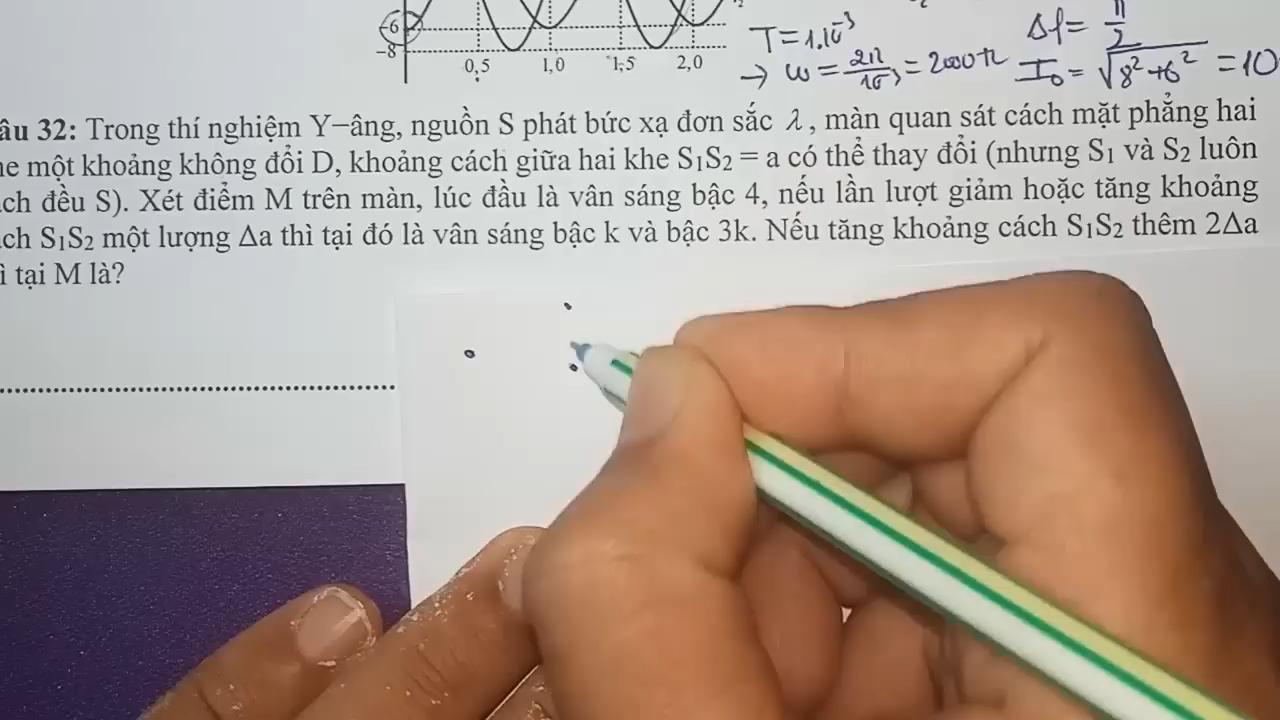 6
-8
0,5 1,0 1,5 2,0
T = 1.10⁻³
→ ω = 2π/10⁻³ = 2000π
Δφ = π/2
I₀ = √8² + 6² = 10
âu 32: Trong thí nghiệm Y–âng, nguồn S phát bức xạ đơn sắc λ, màn quan sát cách mặt phẳng hai
he một khoảng không đổi D, khoảng cách giữa hai khe S₁S₂ = a có thể thay đổi (nhưng S₁ và S₂ luôn
ch đều S). Xét điểm M trên màn, lúc đầu là vân sáng bậc 4, nếu lần lượt giảm hoặc tăng khoảng
ch S₁S₂ một lượng Δa thì tại đó là vân sáng bậc k và bậc 3k. Nếu tăng khoảng cách S₁S₂ thêm 2Δa
ì tại M là?